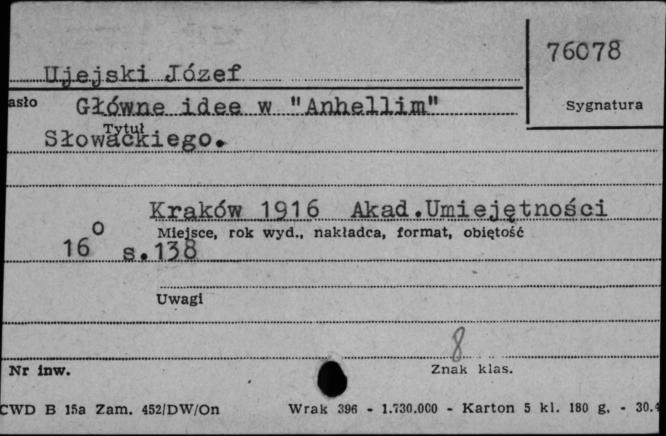 76078
Ujejski Józef
asło Główne idee w "Anhellim"
Sygnatura
Tytuł
Słowackiego.
Kraków 1916 Akad.Umiejętności
Miejsce, rok wyd., nakładca, format, objętość
16° s.138
Uwagi
8
Nr inw.
Znak klas.
CWD B 15a Zam. 452/DW/On Wrak 396 - 1.730.000 - Karton 5 kl. 180 g. - 30.4